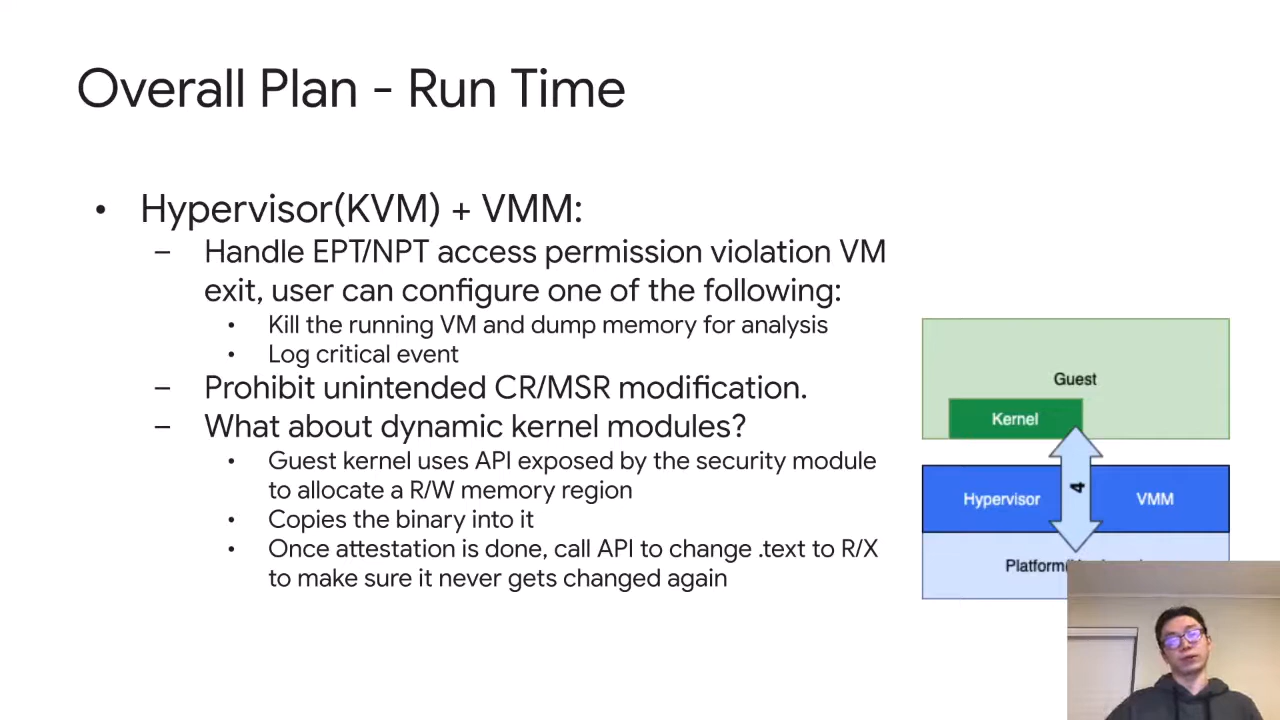 Overall Plan - Run Time
• Hypervisor(KVM) + VMM:
– Handle EPT/NPT access permission violation VM
exit, user can configure one of the following:
• Kill the running VM and dump memory for analysis
• Log critical event
– Prohibit unintended CR/MSR modification.
– What about dynamic kernel modules?
• Guest kernel uses API exposed by the security module
to allocate a R/W memory region
• Copies the binary into it
• Once attestation is done, call API to change .text to R/X
to make sure it never gets changed again
Guest
Kernel
4
Hypervisor
VMM
Platform